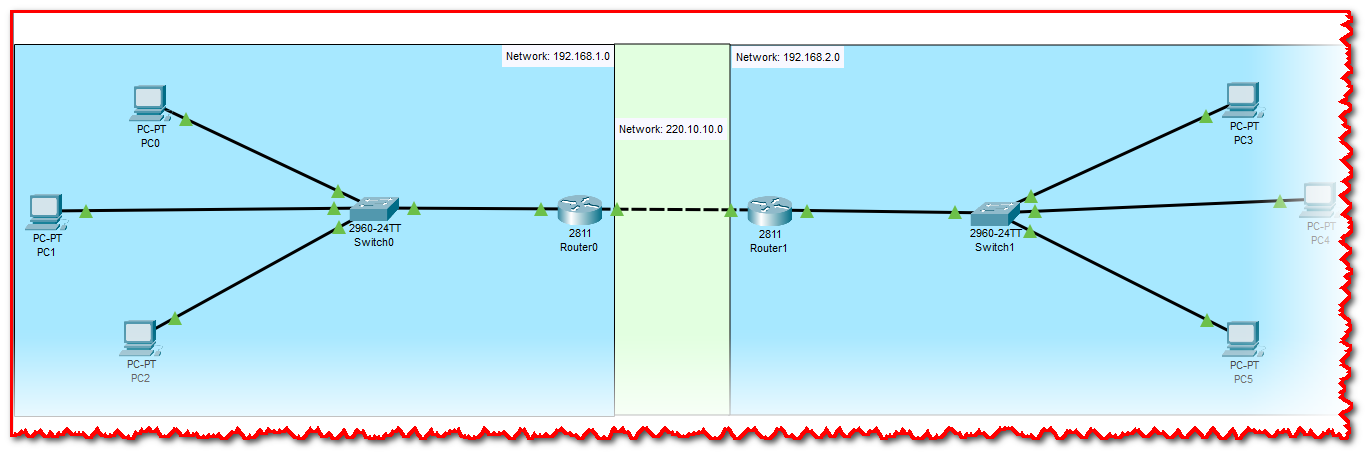 Network: 192.168.1.0
Network: 192.168.2.0
Network: 220.10.10.0
PC-PT
PC0
PC-PT
PC1
PC-PT
PC2
2960-24TT
Switch0
2811
Router0
2811
Router1
2960-24TT
Switch1
PC-PT
PC3
PC-PT
PC4
PC-PT
PC5